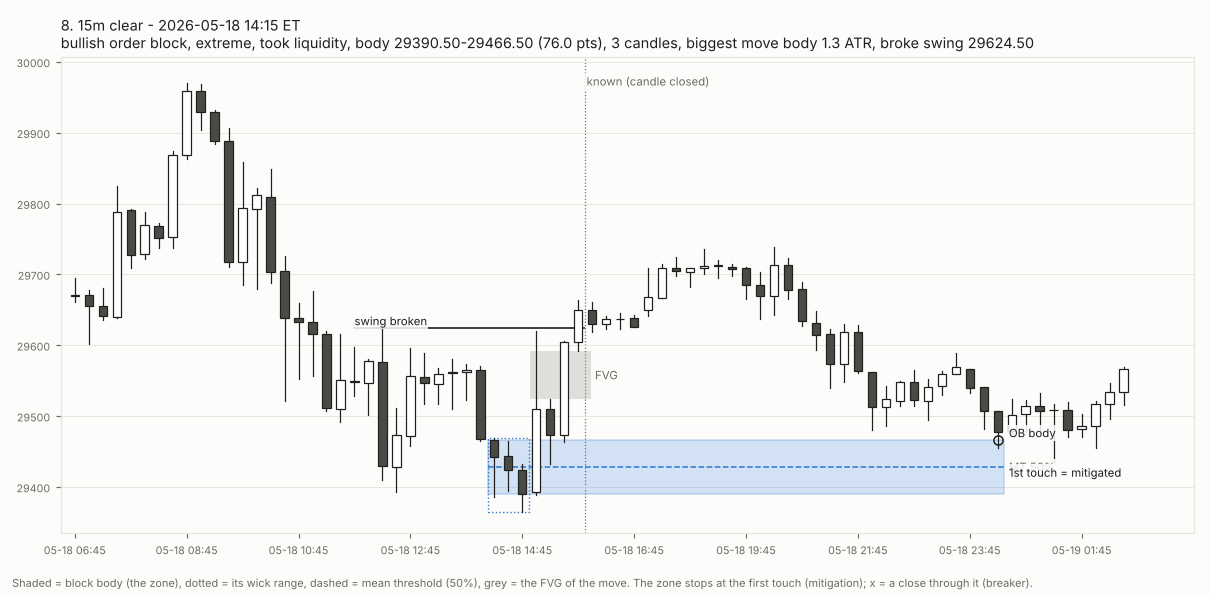 8. 15m clear - 2026-05-18 14:15 ET
bullish order block, extreme, took liquidity, body 29390.50-29466.50 (76.0 pts), 3 candles, biggest move body 1.3 ATR, broke swing 29624.50
30000
known (candle closed)
29900
29800
29700
swing broken
29600
FVG
29500
OB body
1st touch = mitigated
29400
05-18 06:45
05-18 08:45
05-18 10:45
05-18 12:45
05-18 14:45
05-18 16:45
05-18 19:45
05-18 21:45
05-18 23:45
05-19 01:45
Shaded = block body (the zone), dotted = its wick range, dashed = mean threshold (50%), grey = the FVG of the move. The zone stops at the first touch (mitigation); x = a close through it (breaker).